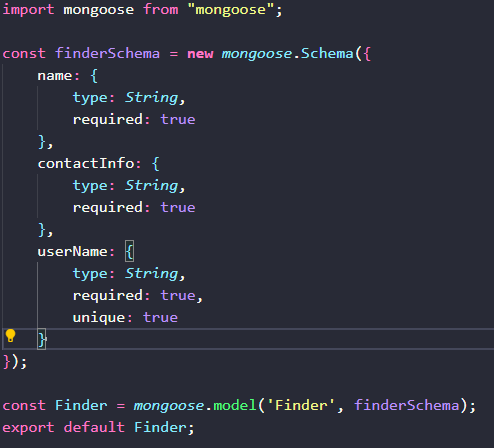 import mongoose from "mongoose";
const finderSchema = new mongoose.Schema({
    name: {
        type: String,
        required: true
    },
    contactInfo: {
        type: String,
        required: true
    },
    userName: {
        type: String,
        required: true,
        unique: true
    }
});
const Finder = mongoose.model('Finder', finderSchema);
export default Finder;